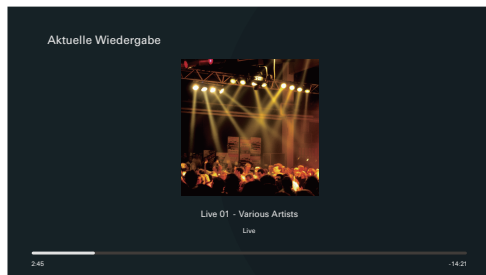 Aktuelle Wiedergabe
Live 01 - Various Artists
Live
2:45
-14:21